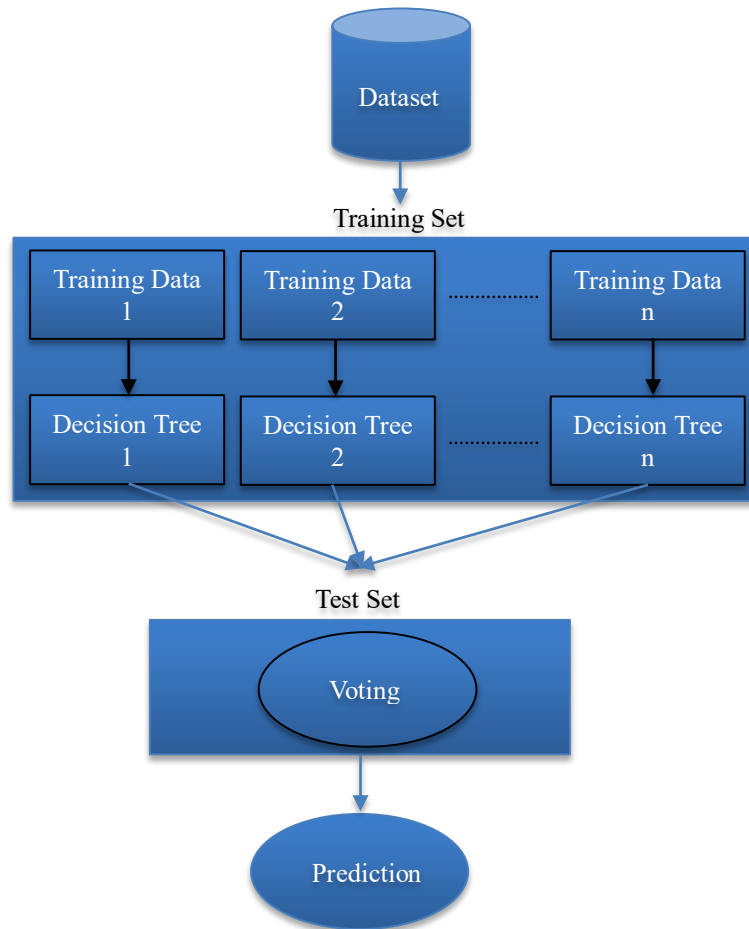 Dataset
Training Set
Training Data
1
Training Data
2
Training Data
n
Decision Tree
1
Decision Tree
2
Decision Tree
n
Test Set
Voting
Prediction